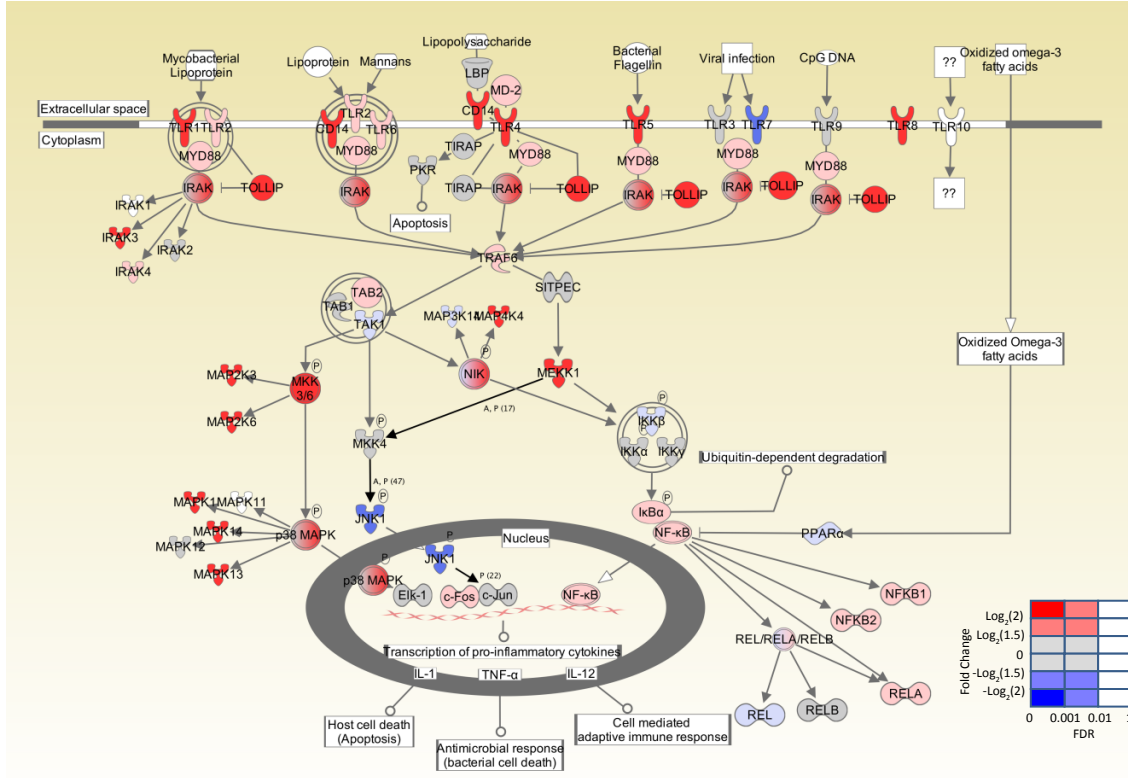 Mycobacterial
Lipoprotein
Lipoprotein
Mannans
Lipopolysaccharide
Bacterial
Flagellin
Viral infection
CpG DNA
??
Oxidized omega-3
fatty acids
LBP
MD-2
Extracellular space
Cytoplasm
TLR1
TLR2
CD14
TLR2
TLR6
CD14
TLR4
TLR5
TLR3
TLR7
TLR9
TLR8
TLR10
MYD88
MYD88
TIRAP
MYD88
MYD88
MYD88
MYD88
PKR
TIRAP
IRAK
TOLLIP
IRAK
IRAK
TOLLIP
IRAK
TOLLIP
IRAK
TOLLIP
IRAK
TOLLIP
??
IRAK1
IRAK3
IRAK2
IRAK4
Apoptosis
TRAF6
SITPEC
TAB2
TAB1
TAK1
MAP3K14
MAP4K4
P
NIK
MEKK1
P
MKK
3/6
MAP2K3
MAP2K6
Oxidized Omega-3
fatty acids
A, P (17)
P
MKK4
P
IKKβ
P
IKKα
IKKγ
Ubiquitin-dependent degradation
A, P (47)
P
JNK1
P
IκBα
NF-κB
PPARα
MAPK1
MAPK11
MAPK14
MAPK12
MAPK13
P
p38 MAPK
Nucleus
P
JNK1
P (22)
P
p38 MAPK
Elk-1
c-Fos
c-Jun
NF-κB
NFKB1
NFKB2
REL/RELA/RELB
RELA
REL
RELB
Transcription of pro-inflammatory cytokines
IL-1
TNF-α
IL-12
Host cell death
(Apoptosis)
Antimicrobial response
(bacterial cell death)
Cell mediated
adaptive immune response
Fold Change
Log2(2)
Log2(1.5)
0
-Log2(1.5)
-Log2(2)
0
0.001
0.01
1
FDR